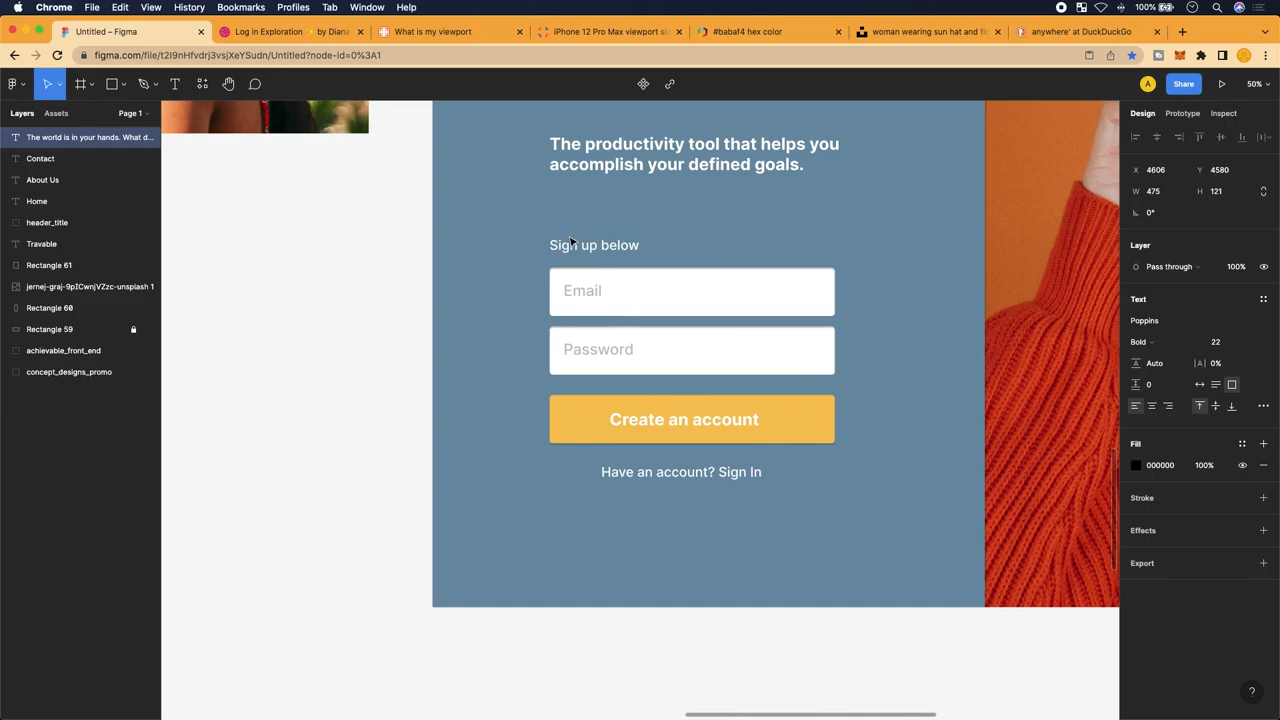 Chrome File Edit View History Bookmarks Profiles Tab Window Help 100%
Untitled – Figma
Log in Exploration ✨ by Diana
What is my viewport
iPhone 12 Pro Max viewport si
#babaf4 hex color
woman wearing sun hat and fl
anywhere' at DuckDuckGo
figma.com/file/t2I9nHfvdrj3vsjXeYSudn/Untitled?node-id=0%3A1
A Share 50%
Layers Assets Page 1
Design Prototype Inspect
The world is in your hands. What d...
Contact
About Us
Home
header_title
Travable
Rectangle 61
jernej-graj-9pICwnjVZzc-unsplash 1
Rectangle 60
Rectangle 59
achievable_front_end
concept_designs_promo
The productivity tool that helps you
accomplish your defined goals.
Sign up below
Email
Password
Create an account
Have an account? Sign In
X 4606 Y 4580
W 475 H 121
0°
Layer
Pass through 100%
Text
Poppins
Bold 22
Auto 0%
0
Fill
000000 100%
Stroke
Effects
Export
?